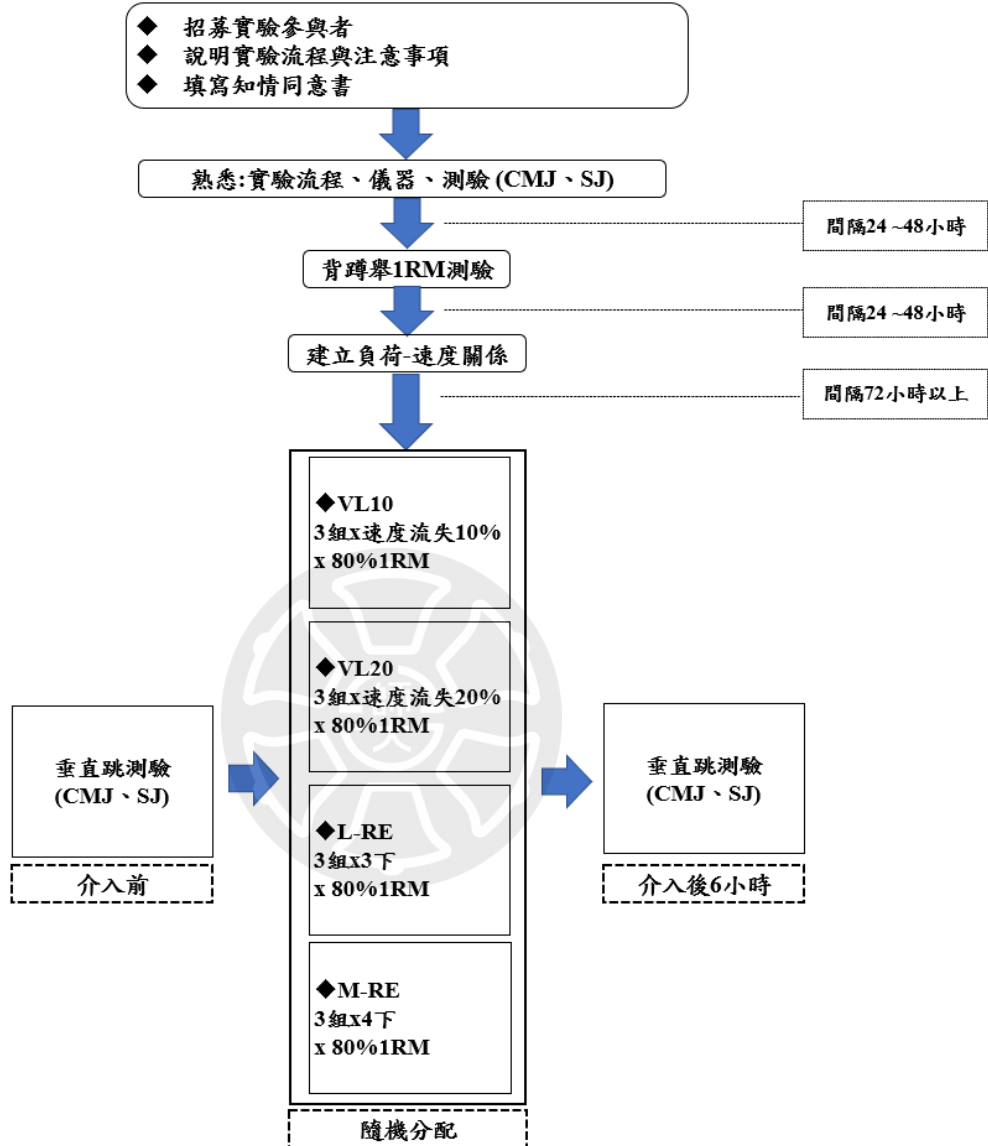 ◆ 招募實驗參與者
◆ 說明實驗流程與注意事項
◆ 填寫知情同意書
熟悉:實驗流程、儀器、測驗 (CMJ、SJ)
間隔24 ~48小時
背蹲舉1RM測驗
間隔24 ~48小時
建立負荷-速度關係
間隔72小時以上
◆VL10
3組x速度流失10%
x 80%1RM
◆VL20
3組x速度流失20%
x 80%1RM
垂直跳測驗
(CMJ、SJ)
介入前
◆L-RE
3組x3下
x 80%1RM
◆M-RE
3組x4下
x 80%1RM
隨機分配
垂直跳測驗
(CMJ、SJ)
介入後6小時